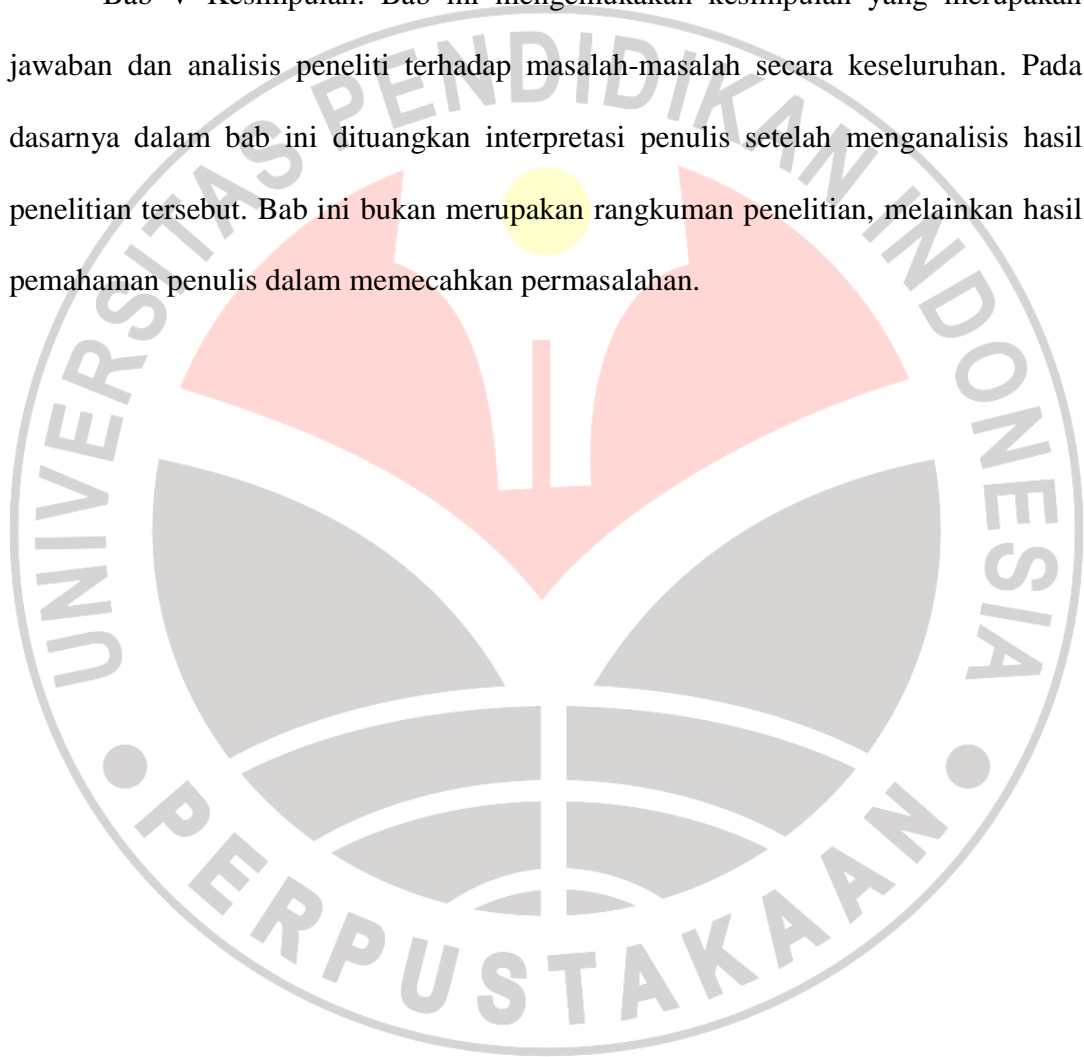 Bab V Kesimpulan. Bab ini mengemukakan kesimpulan yang merupakan
jawaban dan analisis peneliti terhadap masalah-masalah secara keseluruhan. Pada
dasarnya dalam bab ini dituangkan interpretasi penulis setelah menganalisis hasil
penelitian tersebut. Bab ini bukan merupakan rangkuman penelitian, melainkan hasil
pemahaman penulis dalam memecahkan permasalahan.
UNIVERSITAS PENDIDIKAN INDONESIA
PERPUSTAKAAN